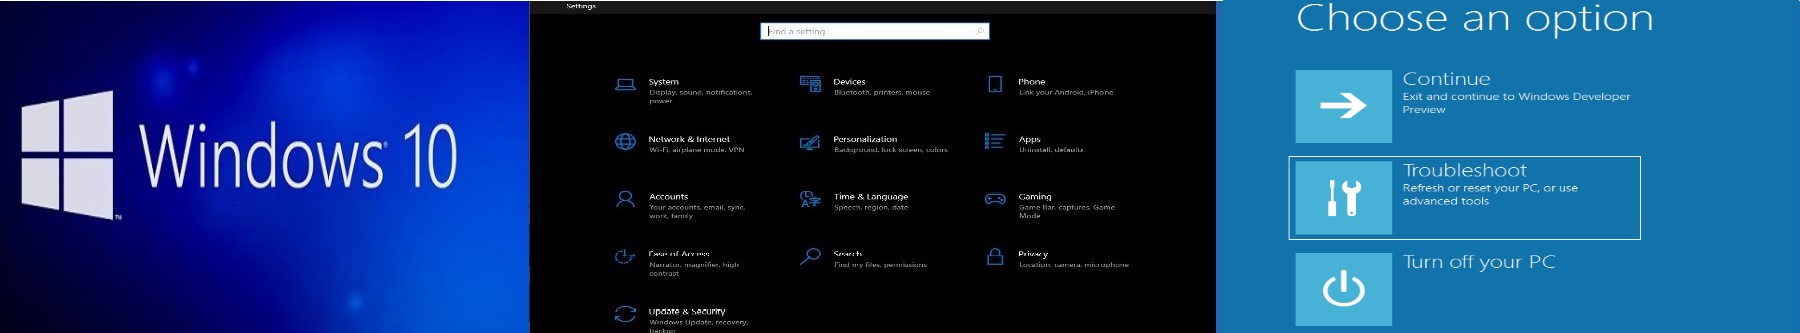 Windows 10
TM
Settings
Find a setting
System
Display, sound, notifications,
power
Devices
Bluetooth, printers, mouse
Phone
Link your Android, iPhone
Network & Internet
Wi-Fi, airplane mode, VPN
Personalization
Background, lock screen, colors
Apps
Uninstall, defaults
Accounts
Your accounts, email, sync,
work, family
Time & Language
Speech, region, date
Gaming
Game Bar, captures, Game
Mode
Ease of Access
Narrator, magnifier, high
contrast
Search
Find my files, permissions
Privacy
Location, camera, microphone
Update & Security
Windows Update, recovery,
backup
Choose an option
Continue
Exit and continue to Windows Developer
Preview
Troubleshoot
Refresh or reset your PC, or use
advanced tools
Turn off your PC